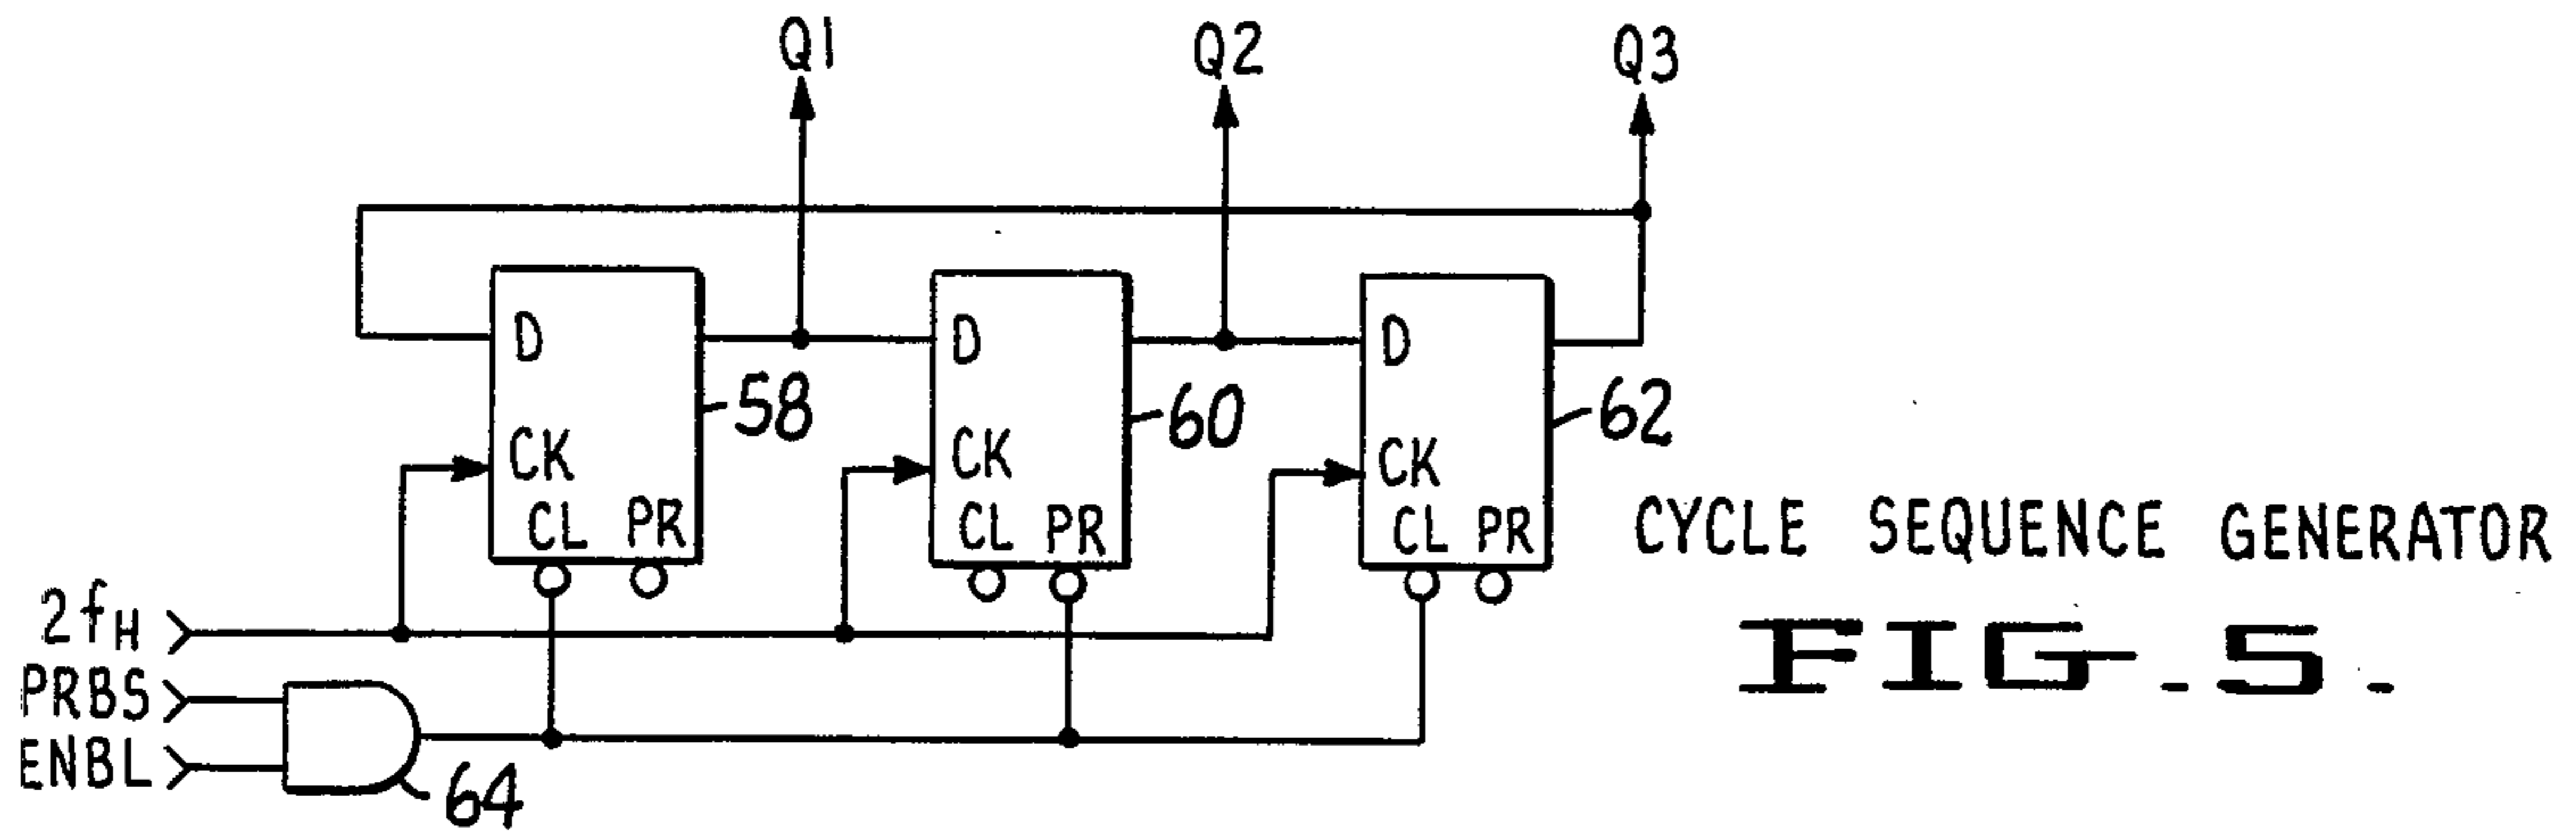 Q1 Q2 Q3
D D D
58 60 62
CK CK CK
CL PR CL PR CL PR
CYCLE SEQUENCE GENERATOR
2fH
PRBS
ENBL
64
FIG. 5.